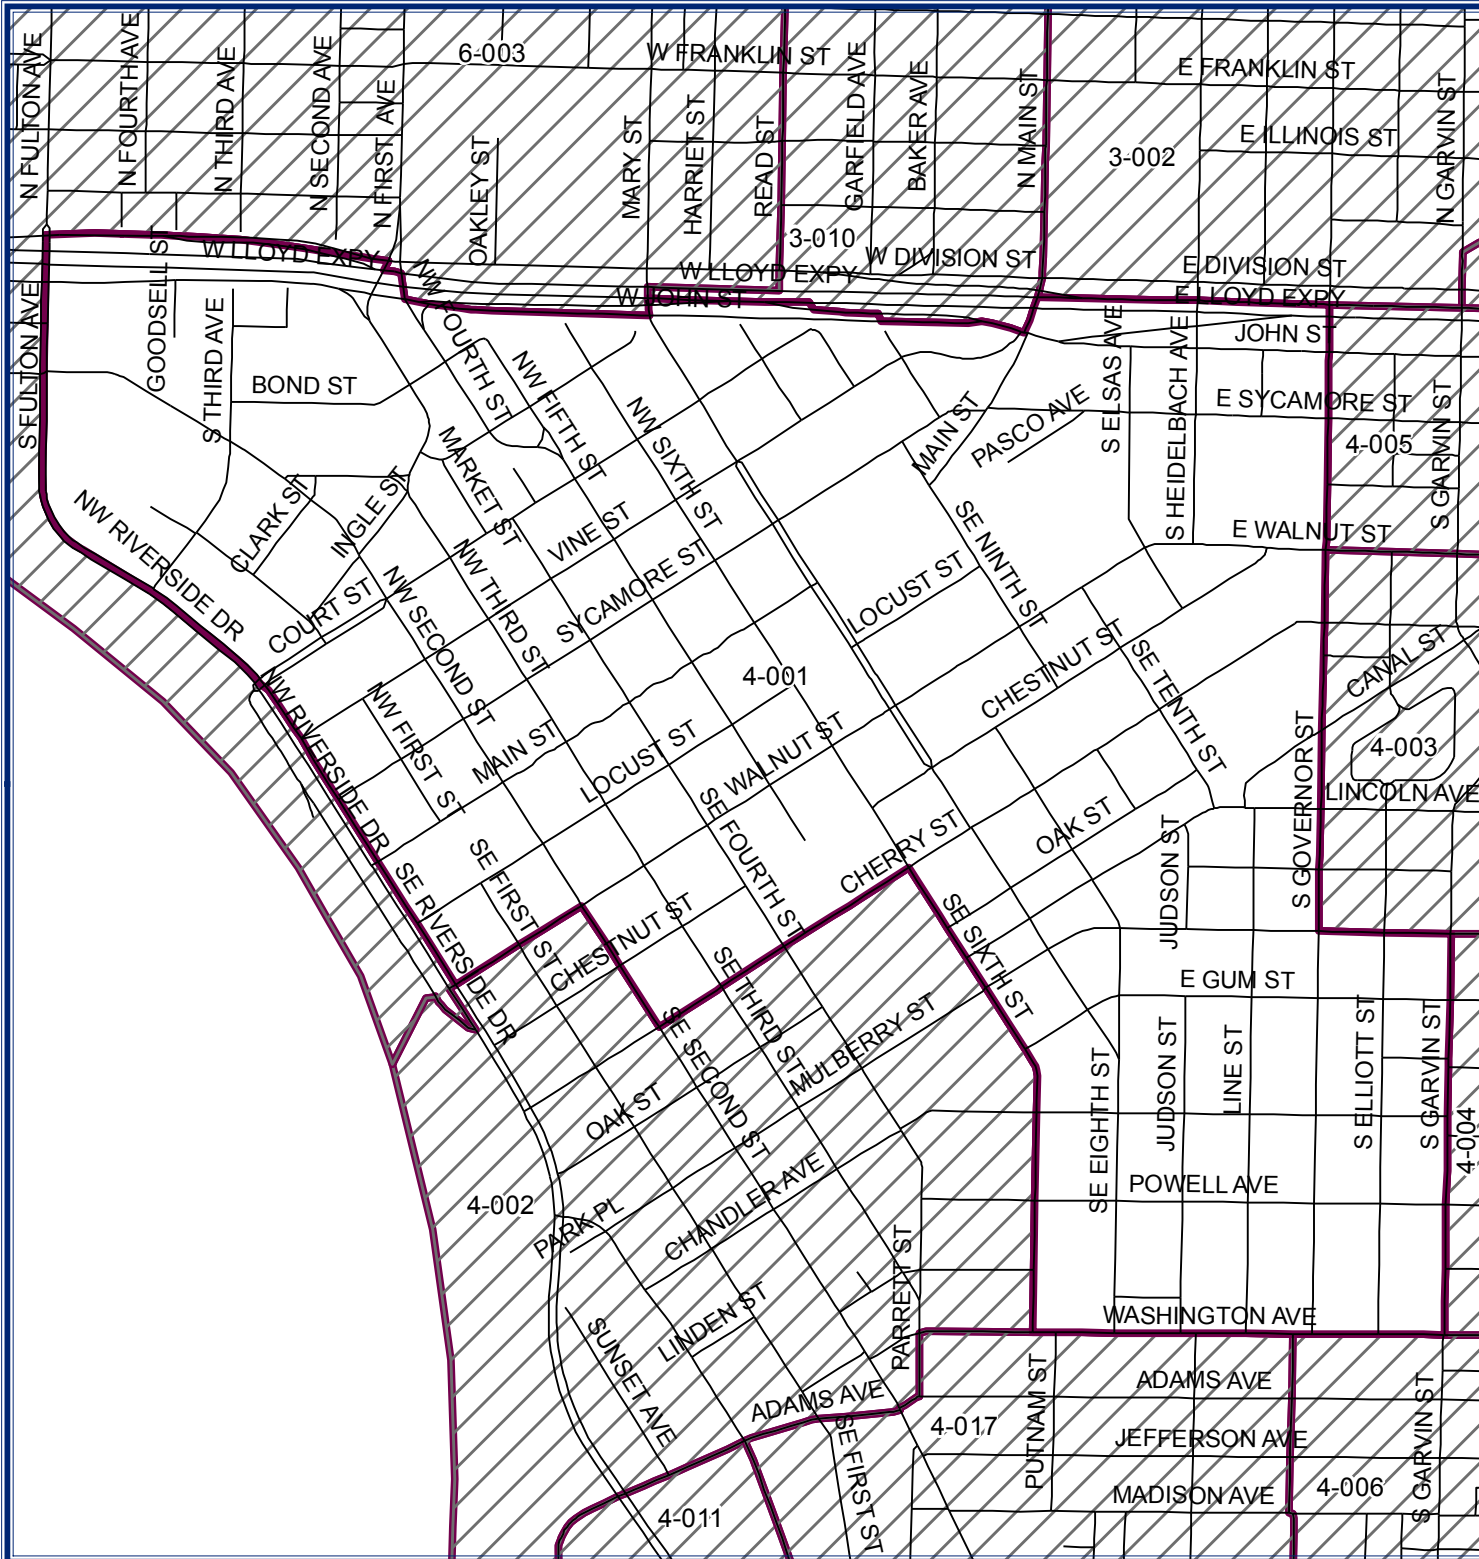 N FULTON AVE
N FOURTH AVE
N THIRD AVE
N SECOND AVE
N FIRST AVE
6-003
W FRANKLIN ST
OAKLEY ST
MARY ST
HARRIET ST
READ ST
GARFIELD AVE
BAKER AVE
N MAIN ST
E FRANKLIN ST
E ILLINOIS ST
3-002
N GARVIN ST
3-010
W DIVISION ST
E DIVISION ST
W LLOYD EXPY
W LLOYD EXPY
E LLOYD EXPY
W JOHN ST
JOHN ST
S FULTON AVE
GOODSELL ST
S THIRD AVE
BOND ST
NW FOURTH ST
NW FIFTH ST
NW SIXTH ST
MAIN ST
PASCO AVE
S ELSAS AVE
S HEIDELBACH AVE
E SYCAMORE ST
4-005
S GARVIN ST
E WALNUT ST
NW RIVERSIDE DR
CLARK ST
INGLE ST
MARKET ST
VINE ST
COURT ST
NW SECOND ST
NW THIRD ST
SYCAMORE ST
LOCUST ST
SE NINTH ST
CHESTNUT ST
SE TENTH ST
4-001
CANAL ST
4-003
LINCOLN AVE
S GOVERNOR ST
NW RIVERSIDE DR
NW FIRST ST
MAIN ST
LOCUST ST
WALNUT ST
SE FOURTH ST
CHERRY ST
OAK ST
JUDSON ST
SE RIVERSIDE DR
SE FIRST ST
CHESTNUT ST
SE THIRD ST
SE SIXTH ST
E GUM ST
MULBERRY ST
SE SECOND ST
OAK ST
SE EIGHTH ST
JUDSON ST
LINE ST
S ELLIOTT ST
S GARVIN ST
4-004
4-002
PARK PL
CHANDLER AVE
POWELL AVE
PARRETT ST
LINDEN ST
SUNSET AVE
WASHINGTON AVE
ADAMS AVE
ADAMS AVE
SE FIRST ST
4-017
PUTNAM ST
JEFFERSON AVE
MADISON AVE
4-006
S GARVIN ST
4-011